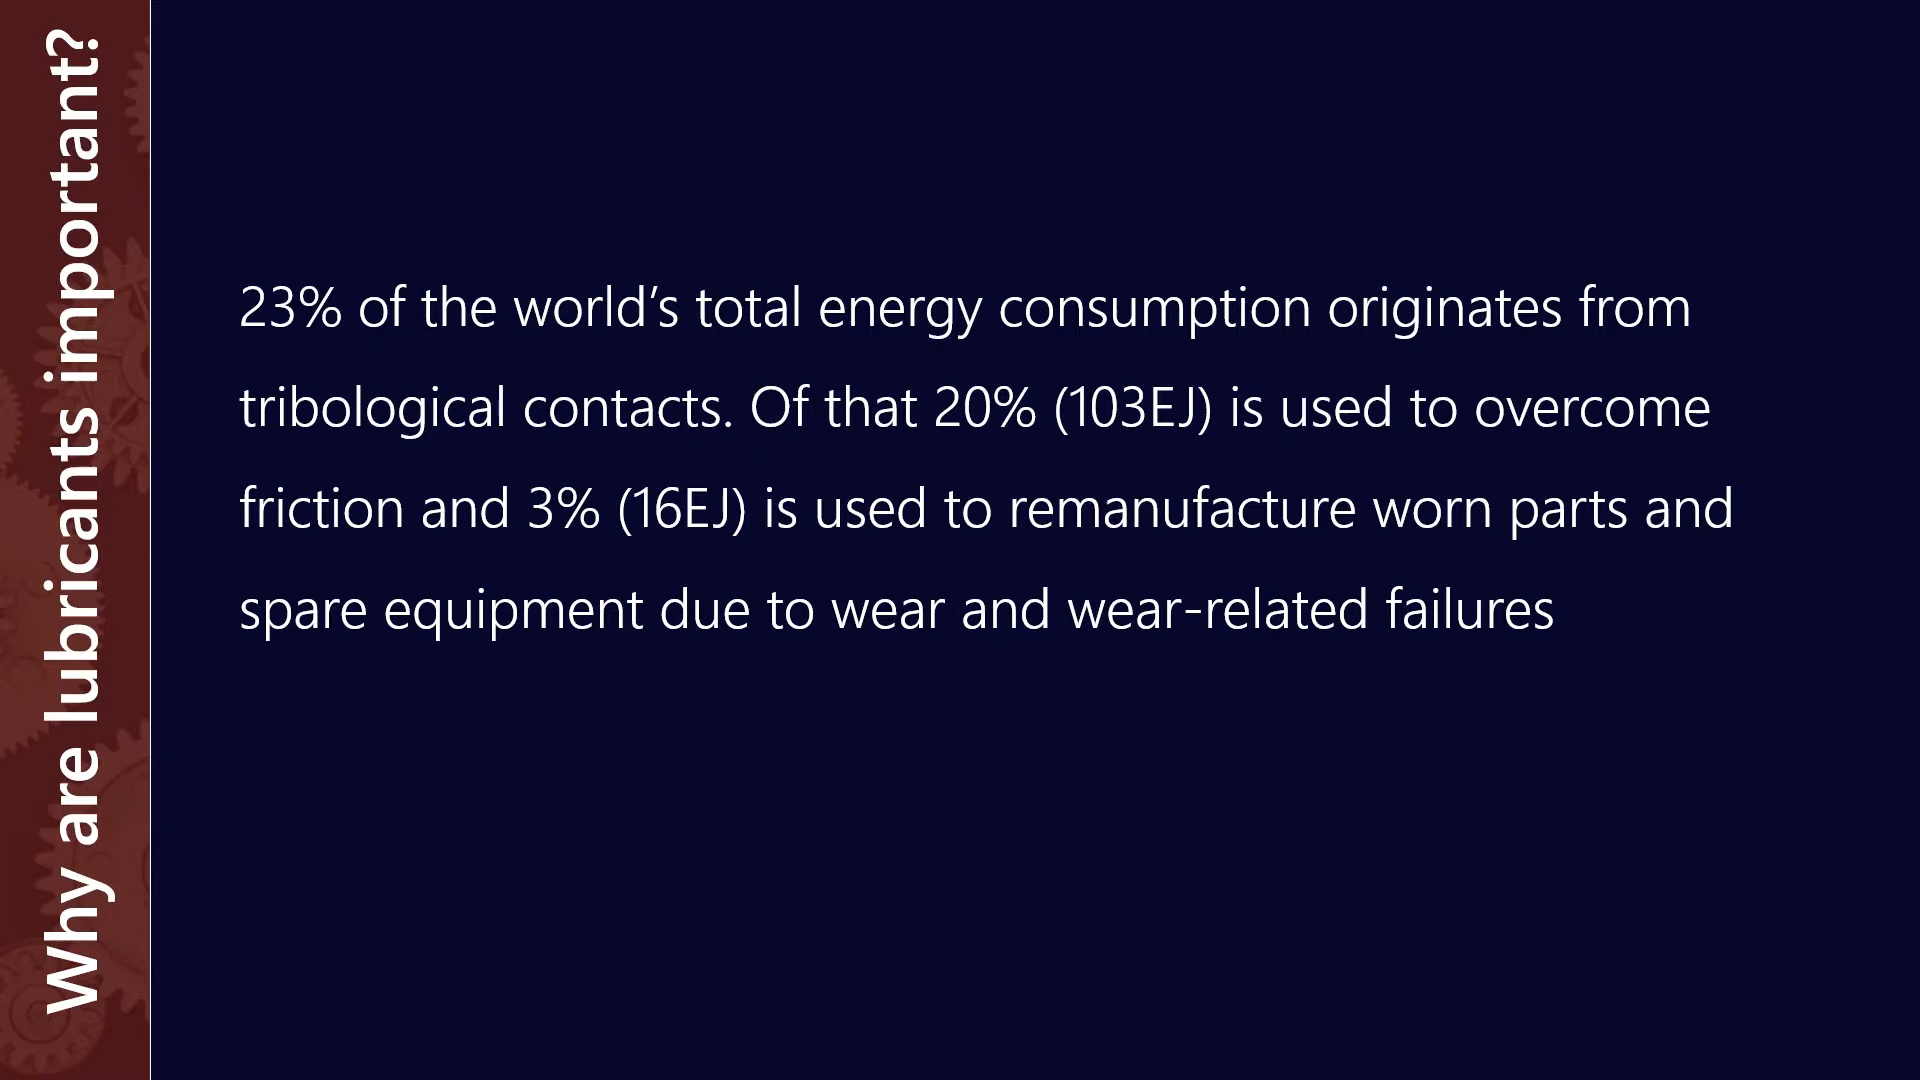 Why are lubricants important?
23% of the world’s total energy consumption originates from
tribological contacts. Of that 20% (103EJ) is used to overcome
friction and 3% (16EJ) is used to remanufacture worn parts and
spare equipment due to wear and wear-related failures